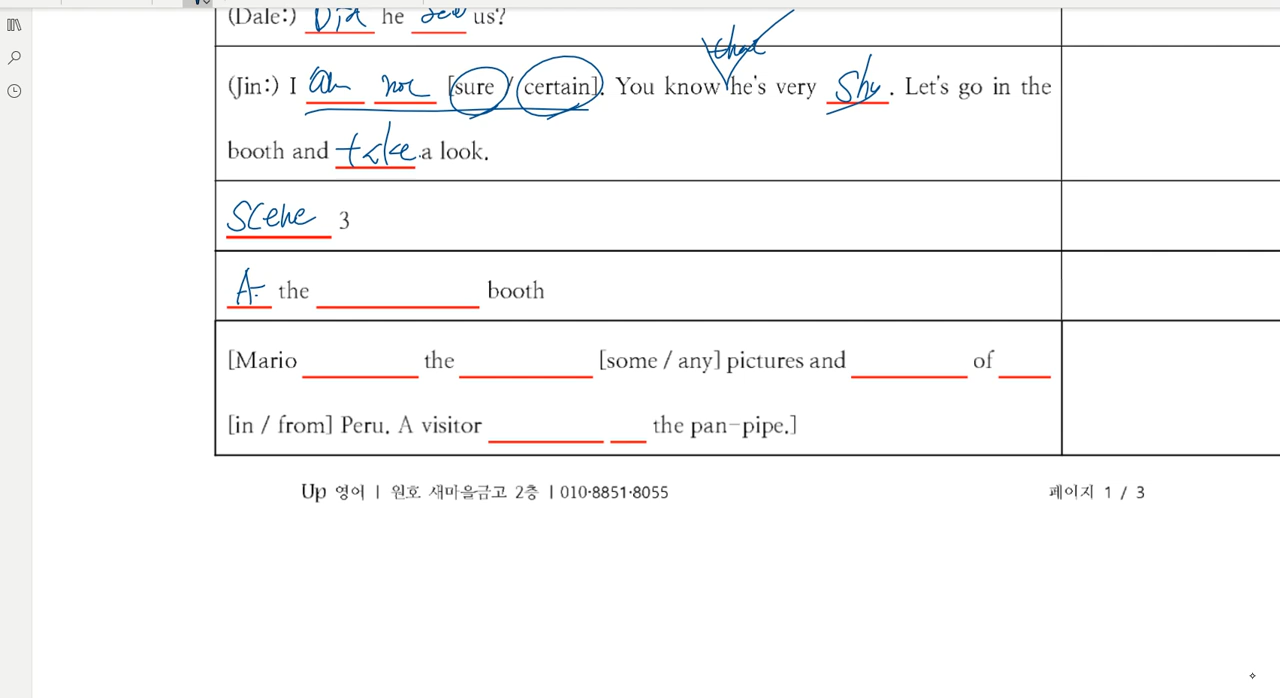 (Dale:) Did he see us?
that
(Jin:) I am not [sure / certain]. You know he's very shy. Let's go in the
booth and take a look.
Scene 3
At the booth
[Mario the [some / any] pictures and of
[in / from] Peru. A visitor the pan-pipe.]
Up 영어 | 원호 새마을금고 2층 | 010·8851·8055 페이지 1 / 3